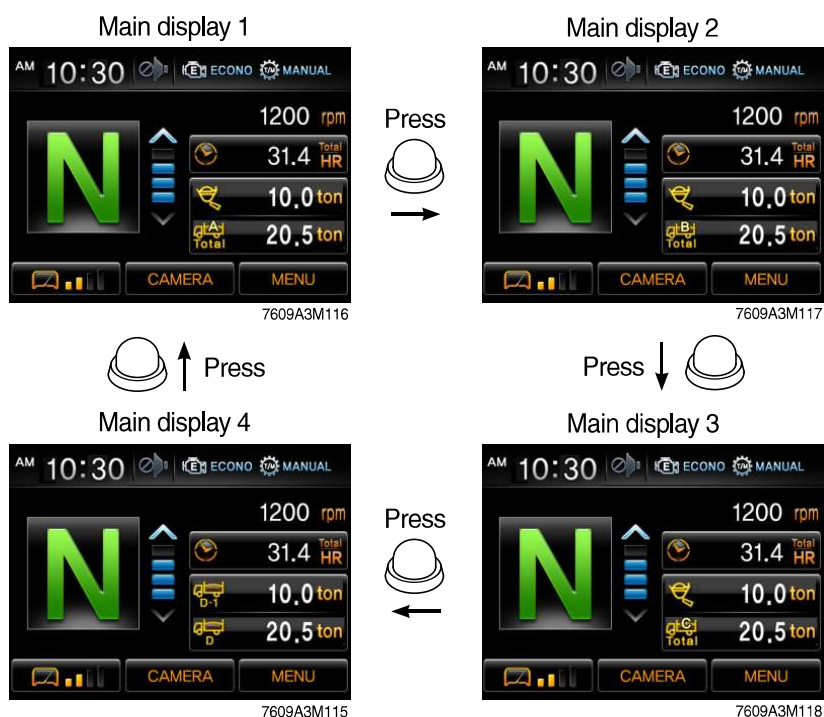 Main display 1
AM 10:30 E ECONO T/M MANUAL
N
1200 rpm
31.4 Total HR
10.0 ton
A Total 20.5 ton
CAMERA MENU
7609A3M116
Press
Main display 2
AM 10:30 E ECONO T/M MANUAL
N
1200 rpm
31.4 Total HR
10.0 ton
B Total 20.5 ton
CAMERA MENU
7609A3M117
Press
Press
Main display 4
AM 10:30 E ECONO T/M MANUAL
N
1200 rpm
31.4 Total HR
D-1 10.0 ton
D 20.5 ton
CAMERA MENU
7609A3M115
Press
Main display 3
AM 10:30 E ECONO T/M MANUAL
N
1200 rpm
31.4 Total HR
10.0 ton
C Total 20.5 ton
CAMERA MENU
7609A3M118